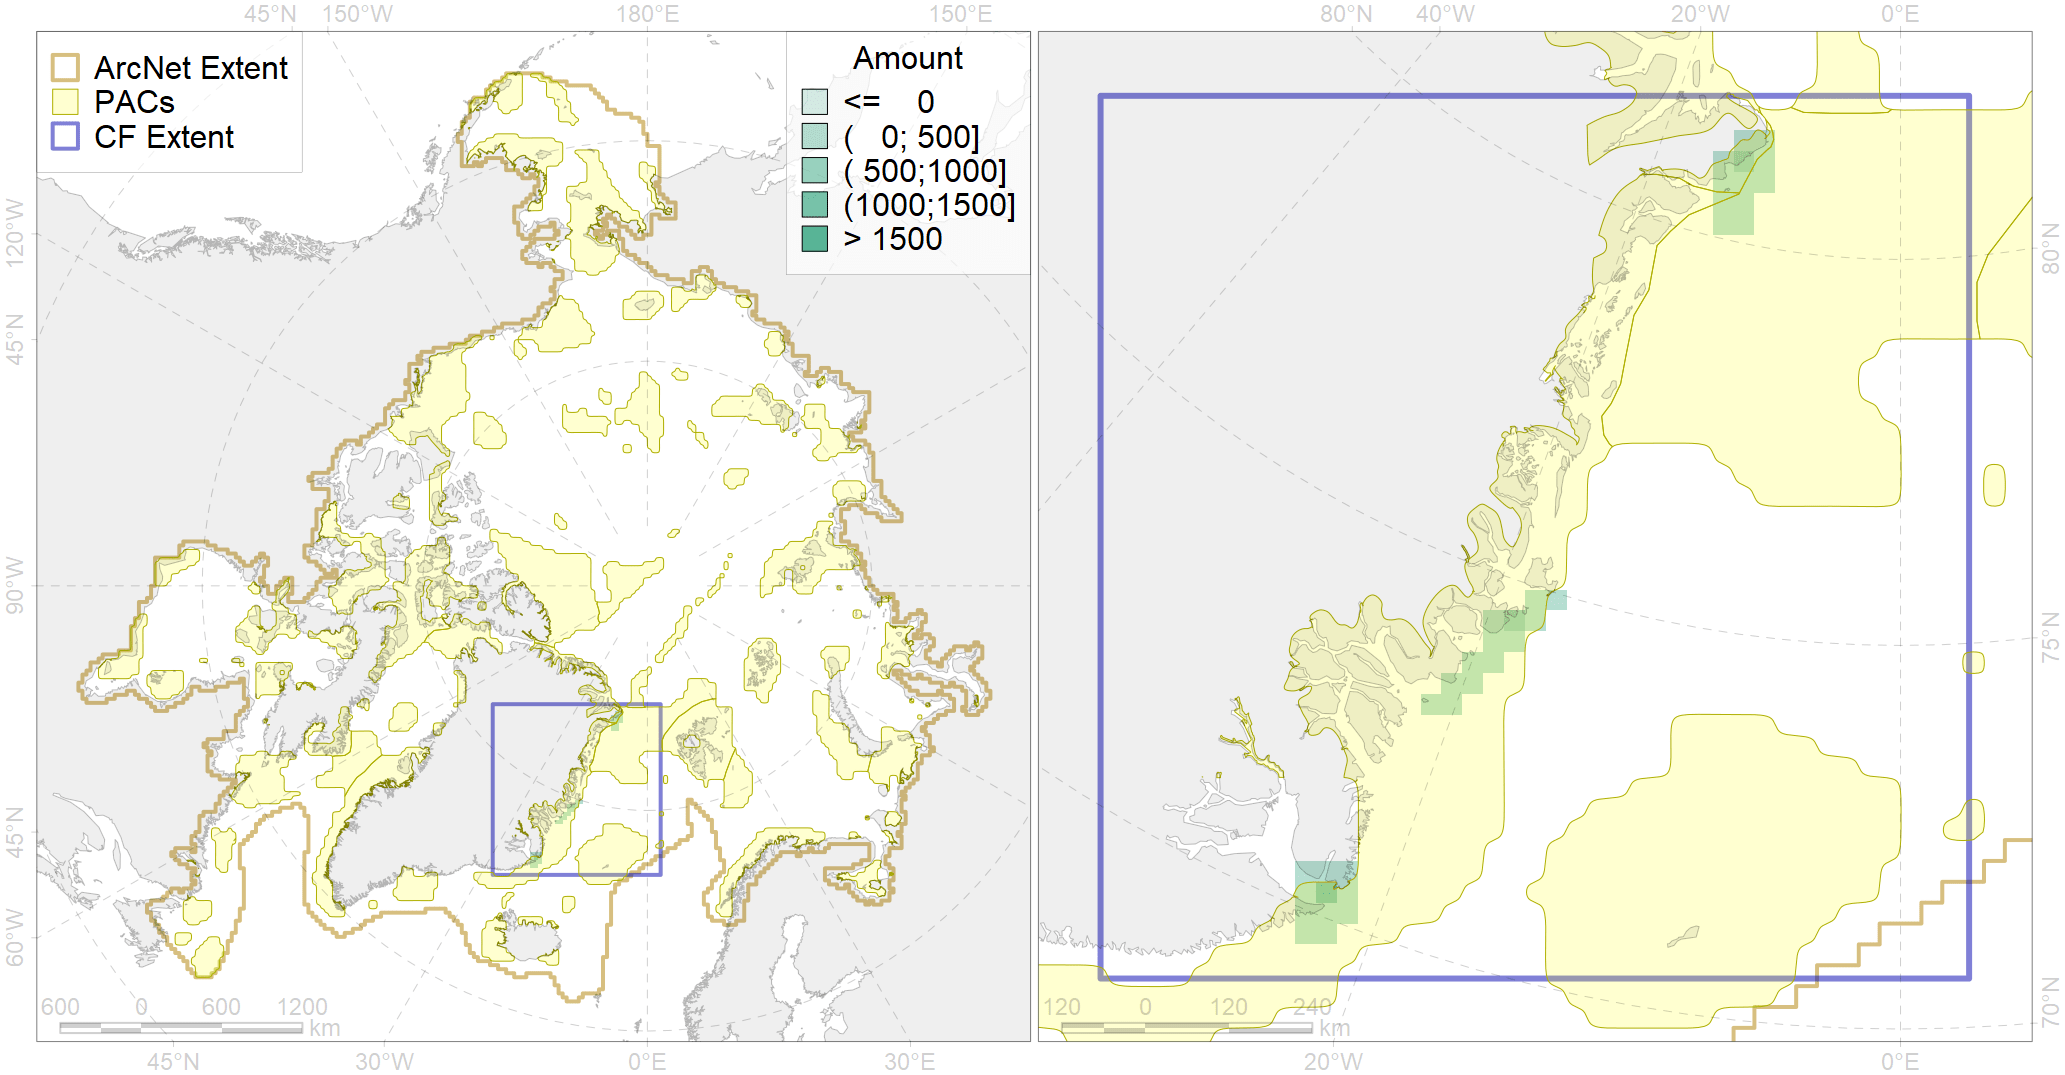 45°N 150°W 180°E 150°E 80°N 40°W 20°W 0°E
ArcNet Extent
PACs
CF Extent
Amount
<= 0
( 0; 500]
( 500;1000]
(1000;1500]
> 1500
120°W
45°N
90°W
45°N
60°W
80°N
75°N
70°N
600 0 600 1200
km
120 0 120 240
km
45°N 30°W 0°E 30°E 20°W 0°E